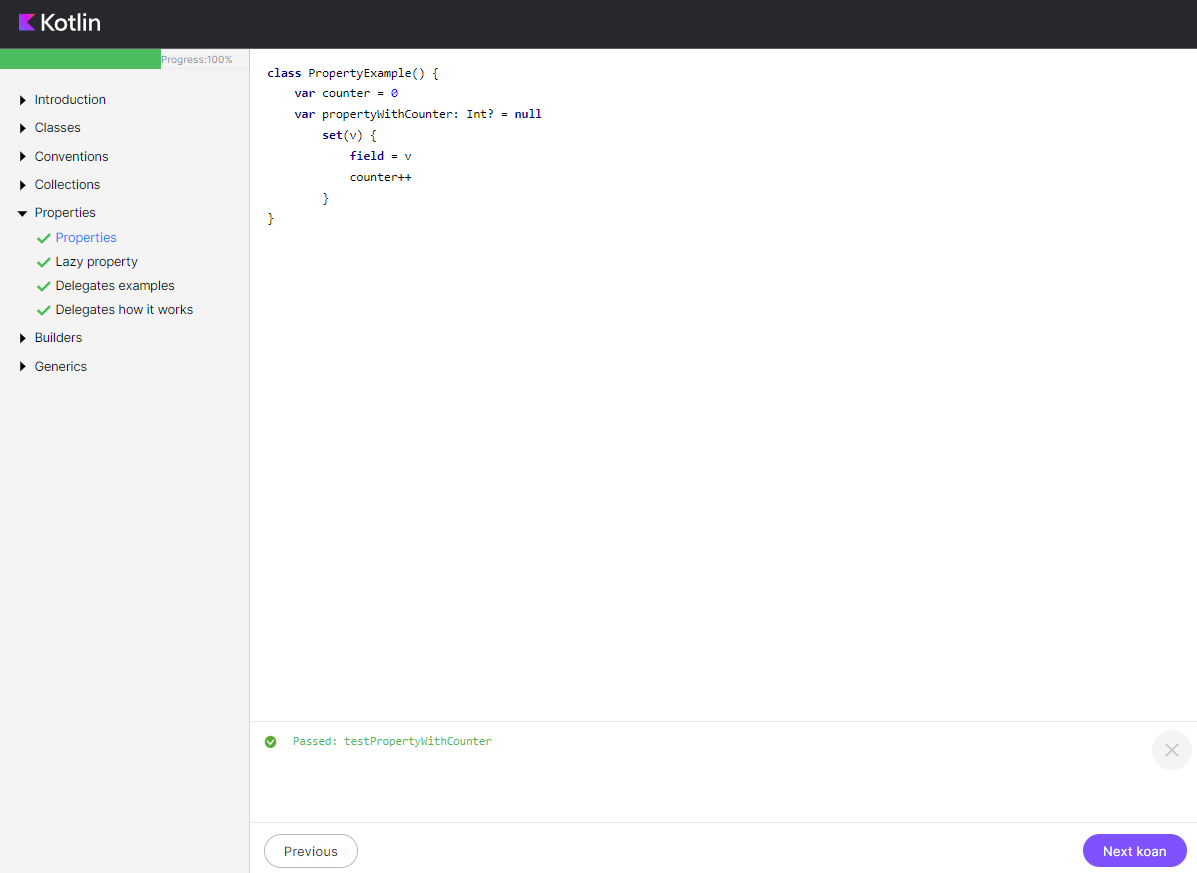 Kotlin
Progress:100%
Introduction
Classes
Conventions
Collections
Properties
Properties
Lazy property
Delegates examples
Delegates how it works
Builders
Generics
class PropertyExample() {
    var counter = 0
    var propertyWithCounter: Int? = null
        set(v) {
            field = v
            counter++
        }
}
Passed: testPropertyWithCounter
Previous
Next koan